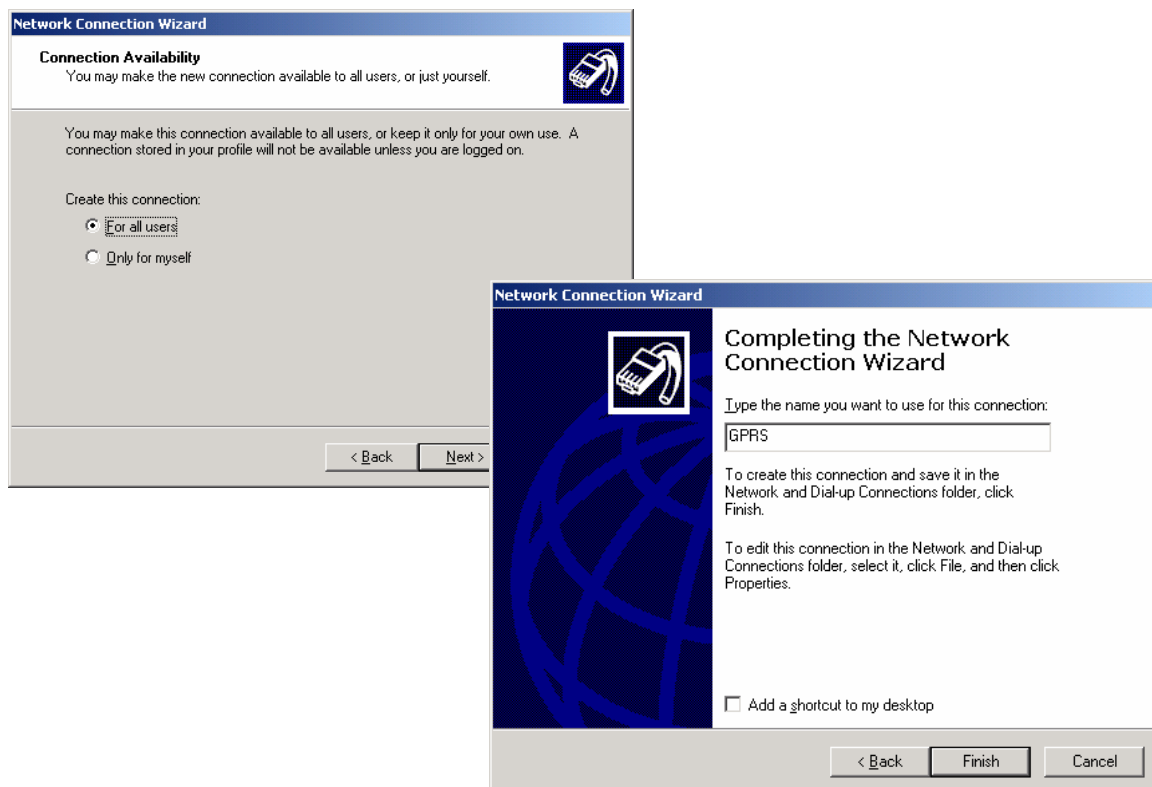 Network Connection Wizard
Connection Availability
You may make the new connection available to all users, or just yourself.
You may make this connection available to all users, or keep it only for your own use. A
connection stored in your profile will not be available unless you are logged on.
Create this connection:
For all users
Only for myself
< Back
Next >
Network Connection Wizard
Completing the Network
Connection Wizard
Type the name you want to use for this connection:
GPRS
To create this connection and save it in the
Network and Dial-up Connections folder, click
Finish.
To edit this connection in the Network and Dial-up
Connections folder, select it, click File, and then click
Properties.
Add a shortcut to my desktop
< Back
Finish
Cancel